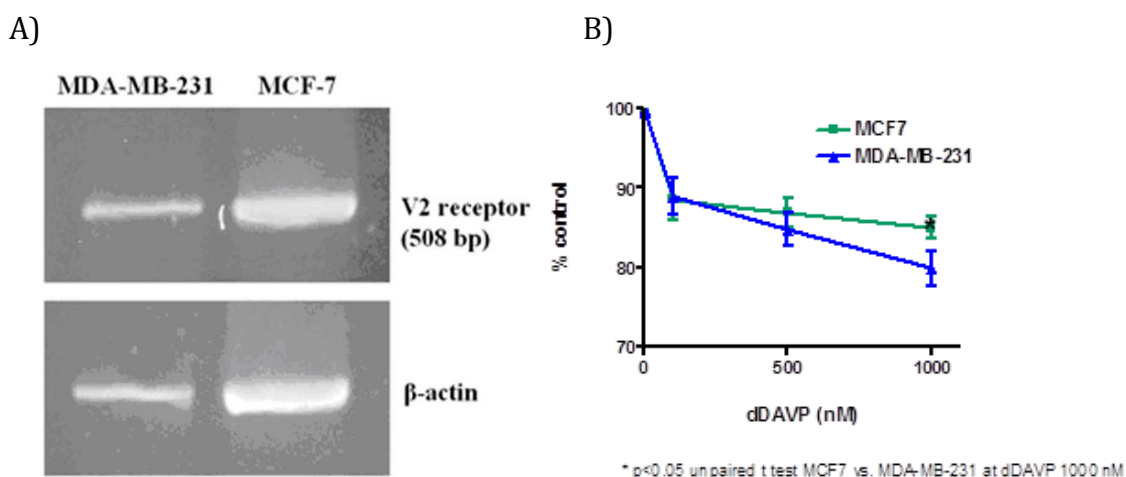 A)
B)
MDA-MB-231 MCF-7
V2 receptor
(508 bp)
β-actin
100
90
80
70
% control
MCF7
MDA-MB-231
*
0 500 1000
dDAVP (nM)
* p<0.05 unpaired t test MCF7 vs. MDA-MB-231 at dDAVP 1000 nM